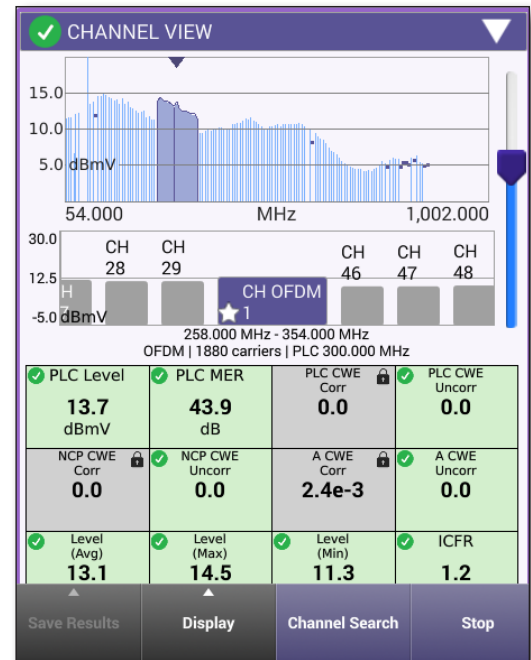 CHANNEL VIEW
15.0
10.0
5.0 dBmV
54.000 MHz 1,002.000
30.0
12.5
-5.0 dBmV
CH 28
CH 29
CH 46
CH 47
CH 48
H
7
CH OFDM
1
258.000 MHz - 354.000 MHz
OFDM | 1880 carriers | PLC 300.000 MHz
PLC Level
13.7
dBmV
PLC MER
43.9
dB
PLC CWE
Corr
0.0
PLC CWE
Uncorr
0.0
NCP CWE
Corr
0.0
NCP CWE
Uncorr
0.0
A CWE
Corr
2.4e-3
A CWE
Uncorr
0.0
Level
(Avg)
13.1
Level
(Max)
14.5
Level
(Min)
11.3
ICFR
1.2
Save Results
Display
Channel Search
Stop